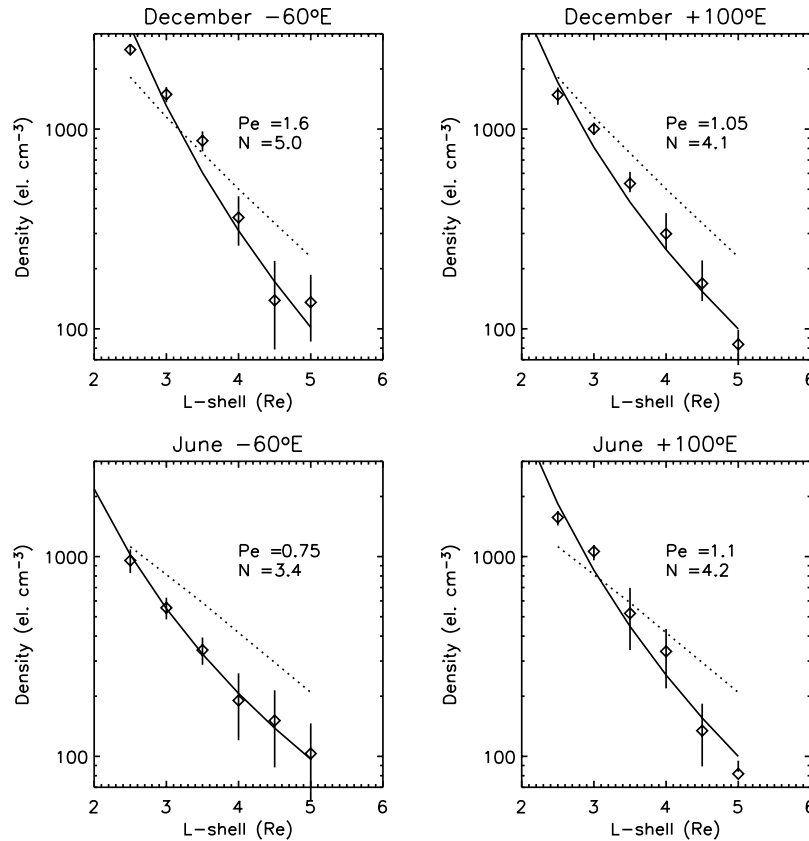 December −60ºE
December +100ºE
1000
100
Density (el. cm⁻³)
Pe =1.6
N =5.0
2 3 4 5 6
L−shell (Re)
1000
100
Density (el. cm⁻³)
Pe =1.05
N =4.1
2 3 4 5 6
L−shell (Re)
June −60ºE
June +100ºE
1000
100
Density (el. cm⁻³)
Pe =0.75
N =3.4
2 3 4 5 6
L−shell (Re)
1000
100
Density (el. cm⁻³)
Pe =1.1
N =4.2
2 3 4 5 6
L−shell (Re)